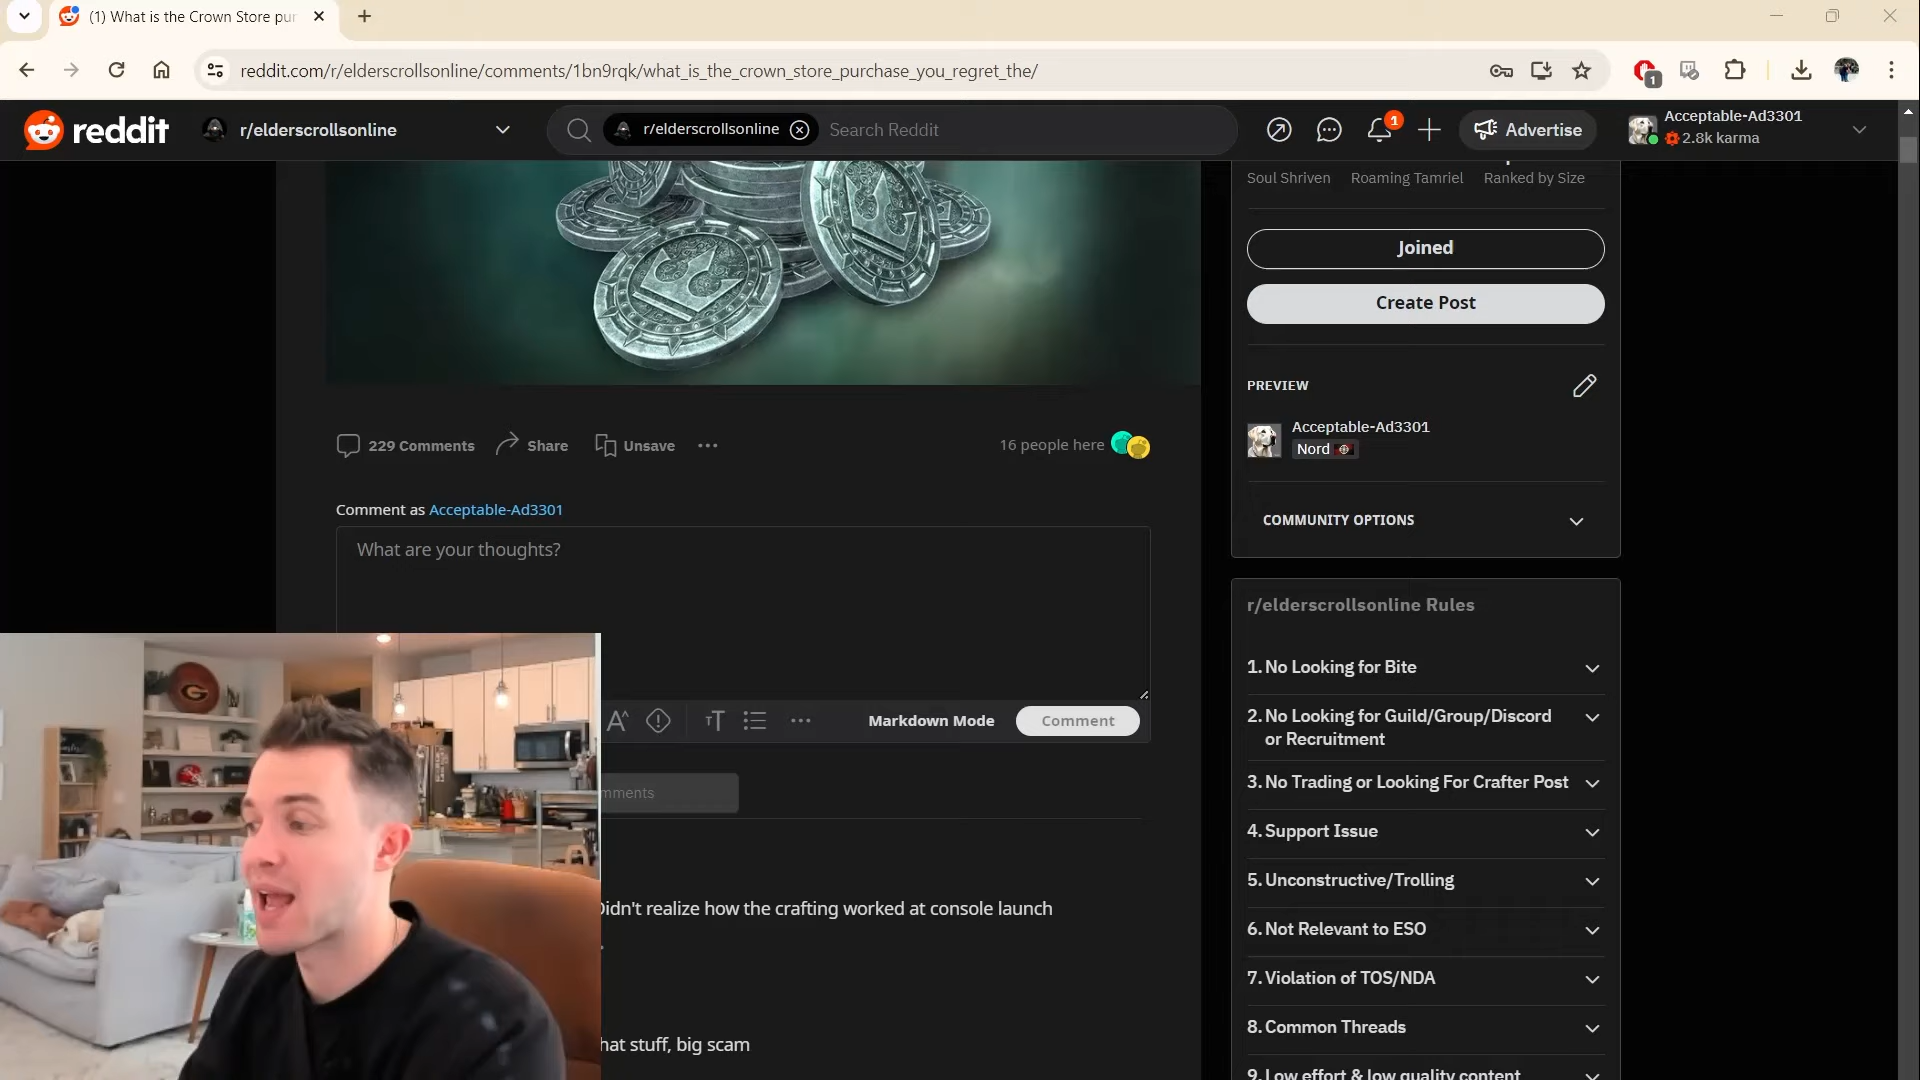 (1) What is the Crown Store pur
reddit.com/r/elderscrollsonline/comments/1bn9rqk/what_is_the_crown_store_purchase_you_regret_the/
1
reddit
r/elderscrollsonline
r/elderscrollsonline
Search Reddit
1
Advertise
Acceptable-Ad3301
2.8k karma
Soul Shriven
Roaming Tamriel
Ranked by Size
Joined
Create Post
PREVIEW
Acceptable-Ad3301
Nord
COMMUNITY OPTIONS
229 Comments
Share
Unsave
16 people here
Comment as Acceptable-Ad3301
What are your thoughts?
Markdown Mode
Comment
mments
Didn't realize how the crafting worked at console launch
hat stuff, big scam
r/elderscrollsonline Rules
1. No Looking for Bite
2. No Looking for Guild/Group/Discord
or Recruitment
3. No Trading or Looking For Crafter Post
4. Support Issue
5. Unconstructive/Trolling
6. Not Relevant to ESO
7. Violation of TOS/NDA
8. Common Threads
9. Low effort & low quality content